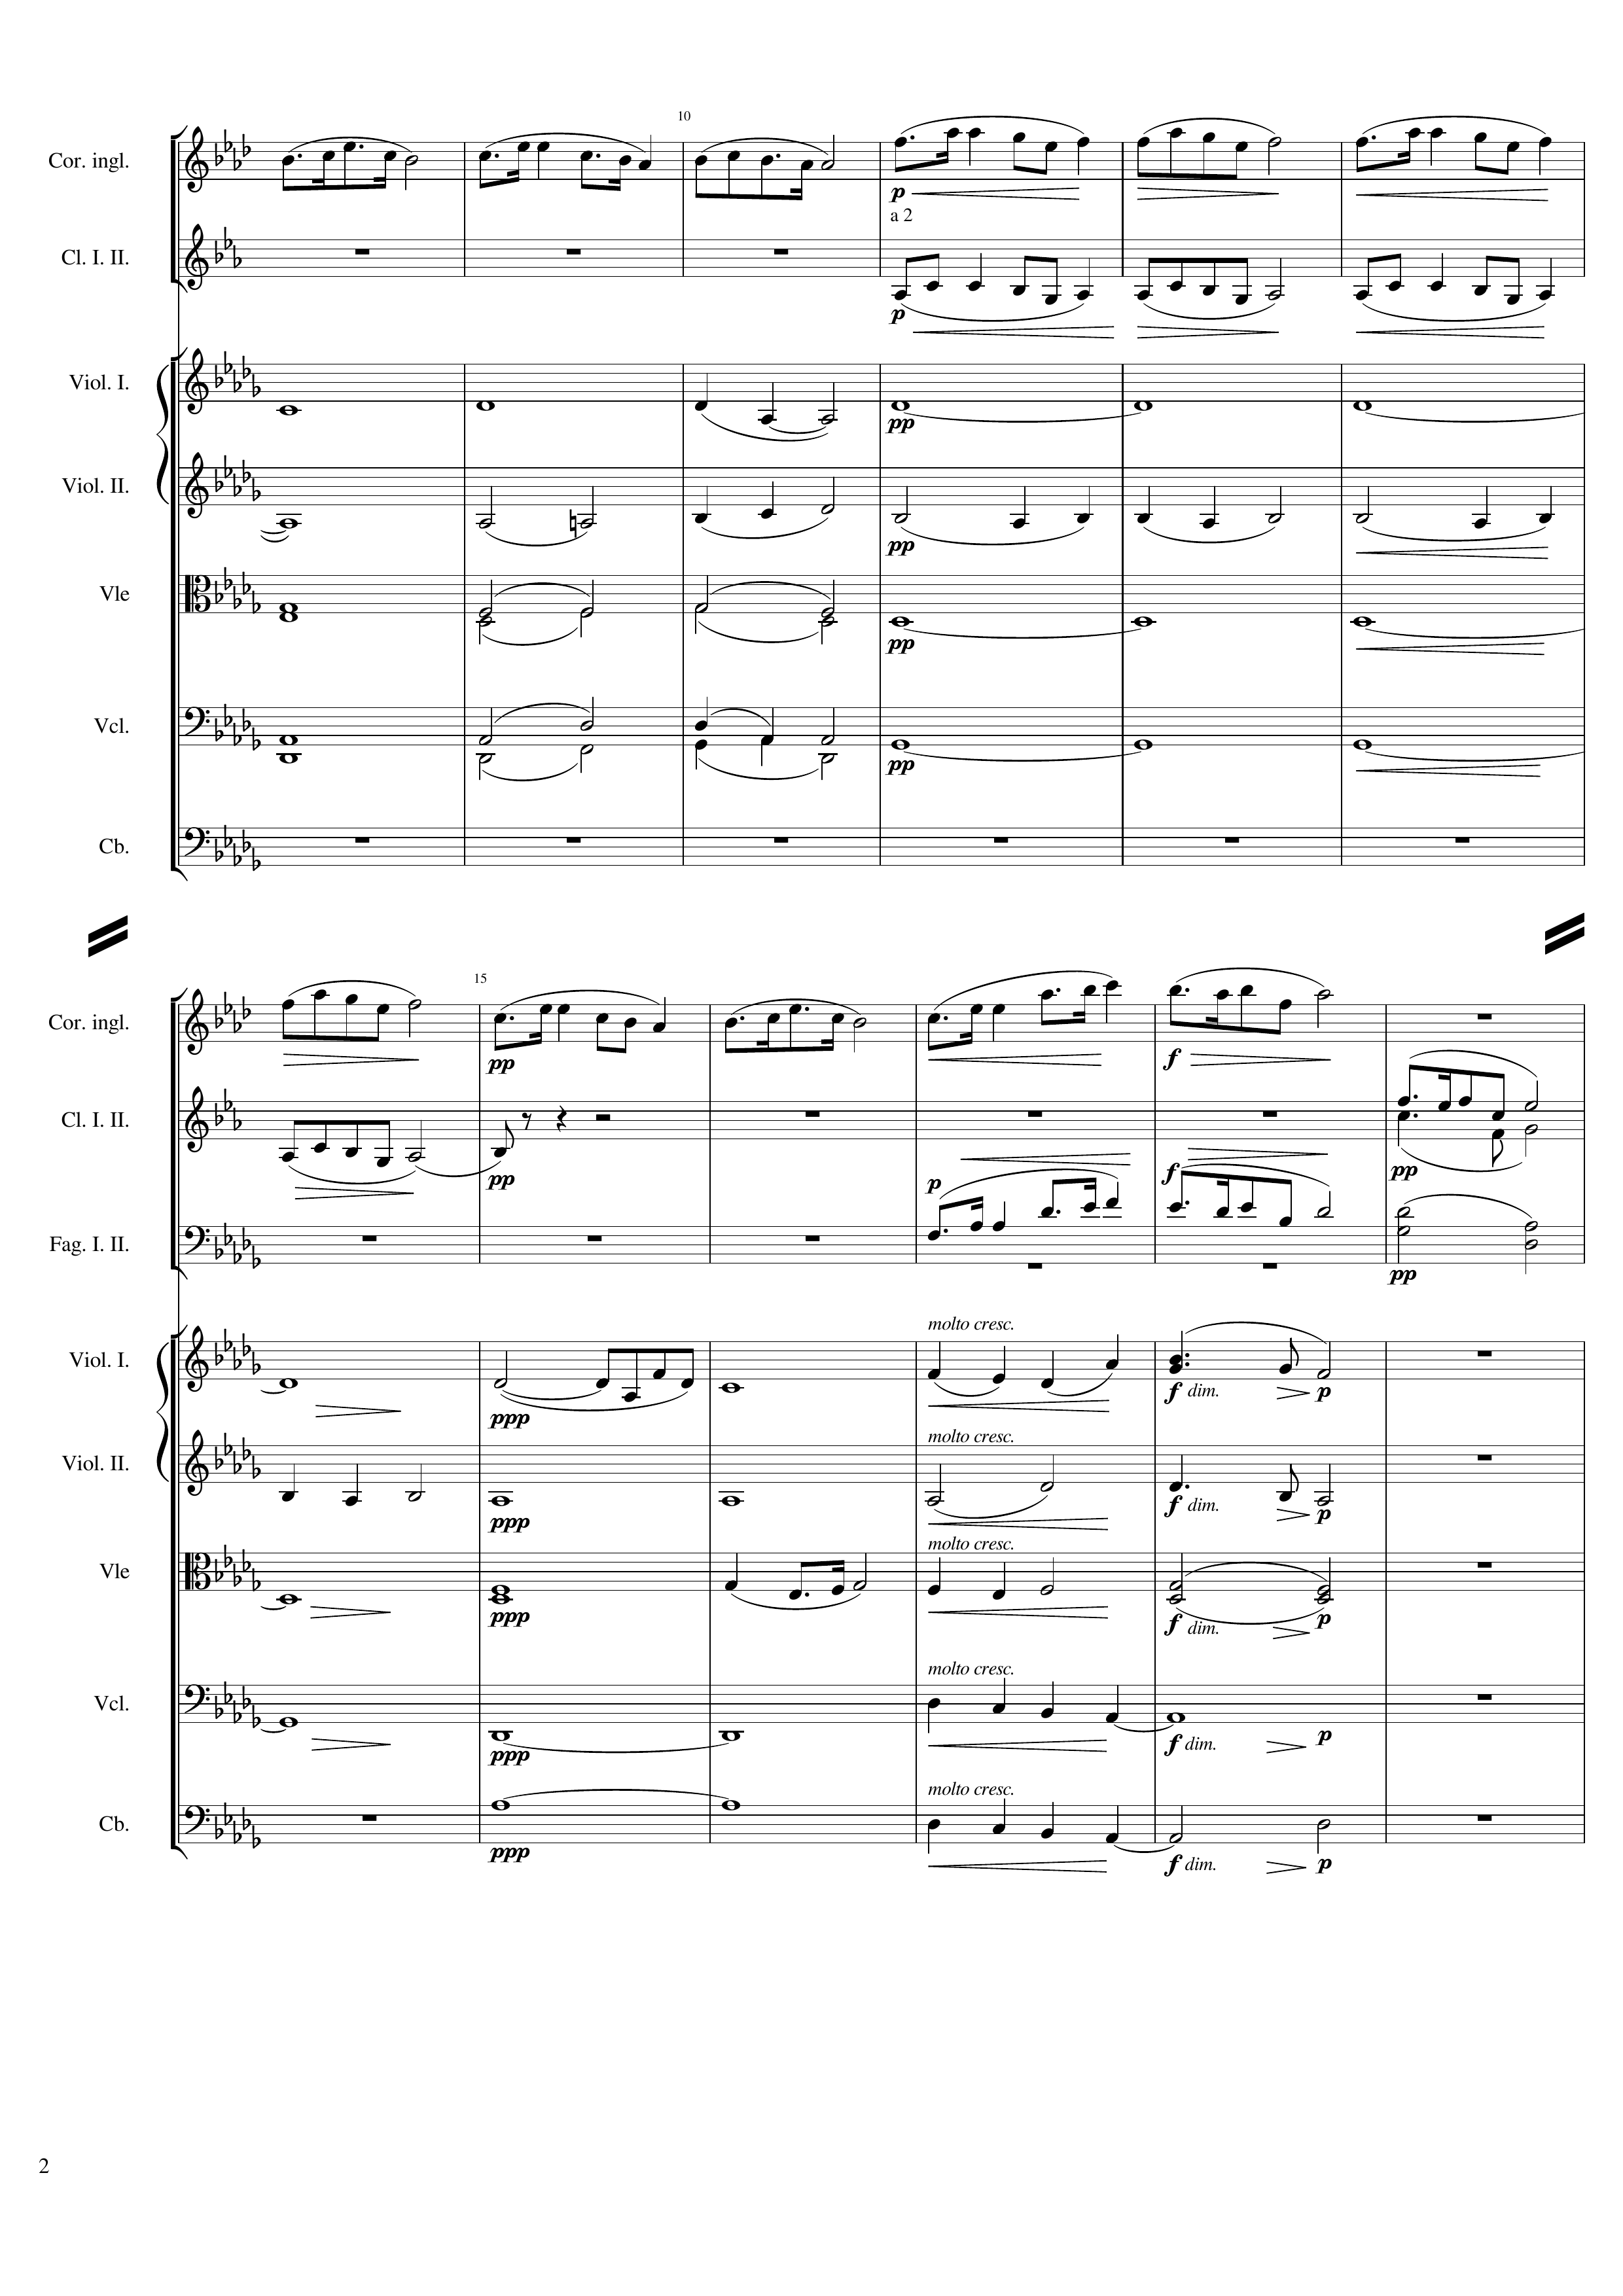 10
Cor. ingl.
p
a 2
Cl. I. II.
p
Viol. I.
pp
Viol. II.
pp
Vle
pp
Vcl.
pp
Cb.
15
Cor. ingl.
pp
f
Cl. I. II.
pp
pp
p
f
Fag. I. II.
pp
molto cresc.
Viol. I.
ppp
f dim.
p
molto cresc.
Viol. II.
ppp
f dim.
p
molto cresc.
Vle
ppp
f dim.
p
molto cresc.
Vcl.
ppp
f dim.
p
molto cresc.
Cb.
ppp
f dim.
p
2